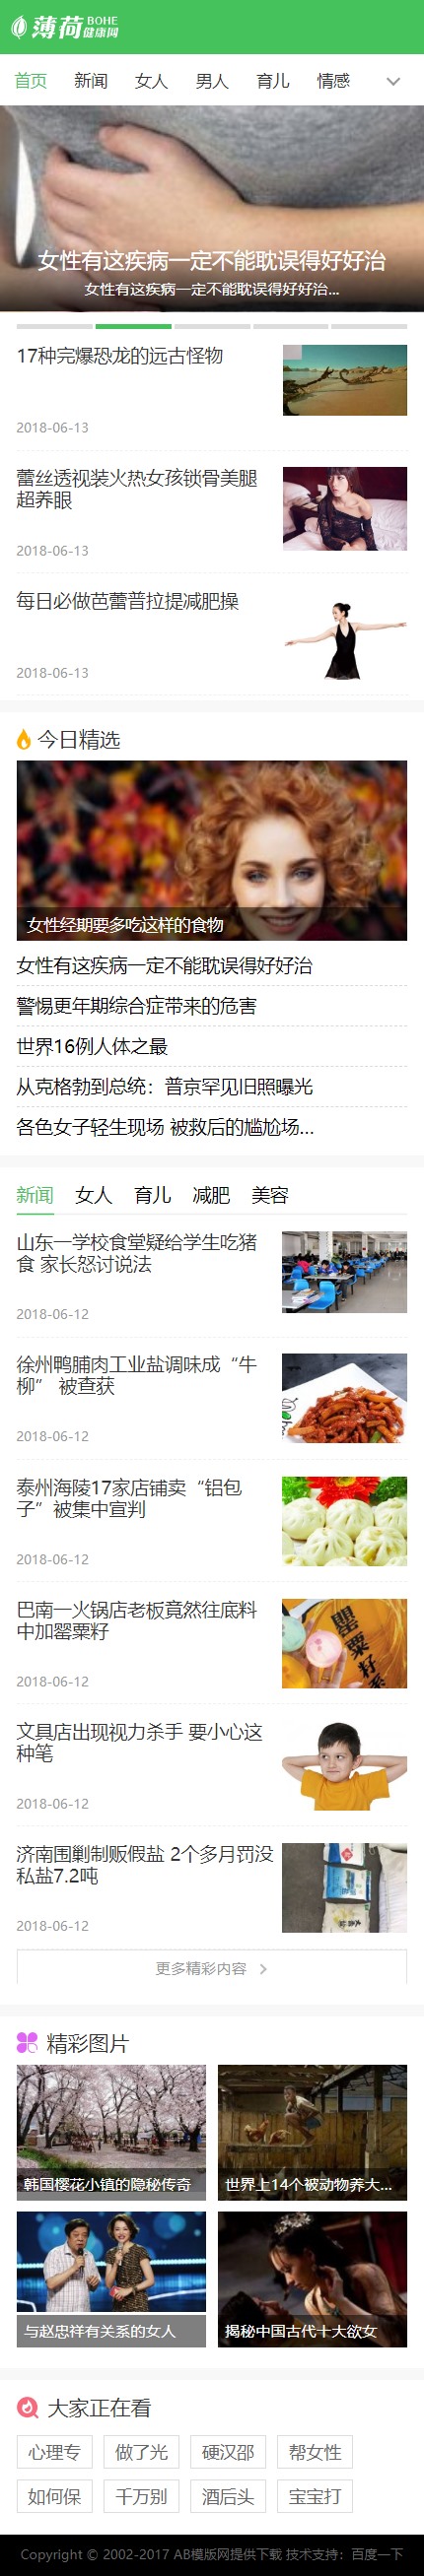 薄荷 BOHE
健康网
首页 新闻 女人 男人 育儿 情感
女性有这疾病一定不能耽误得好好治
女性有这疾病一定不能耽误得好好治...
17种完爆恐龙的远古怪物
2018-06-13
蕾丝透视装火热女孩锁骨美腿
超养眼
2018-06-13
每日必做芭蕾普拉提减肥操
2018-06-13
今日精选
女性经期要多吃这样的食物
女性有这疾病一定不能耽误得好好治
警惕更年期综合症带来的危害
世界16例人体之最
从克格勃到总统：普京罕见旧照曝光
各色女子轻生现场 被救后的尴尬场...
新闻 女人 育儿 减肥 美容
山东一学校食堂疑给学生吃猪
食 家长怒讨说法
2018-06-12
徐州鸭脯肉工业盐调味成“牛
柳” 被查获
2018-06-12
泰州海陵17家店铺卖“铝包
子”被集中宣判
2018-06-12
巴南一火锅店老板竟然往底料
中加罂粟籽
罂粟籽系
2018-06-12
文具店出现视力杀手 要小心这
种笔
2018-06-12
济南围剿制贩假盐 2个多月罚没
私盐7.2吨
2018-06-12
更多精彩内容
精彩图片
韩国樱花小镇的隐秘传奇
世界上14个被动物养大...
与赵忠祥有关系的女人
揭秘中国古代十大欲女
大家正在看
心理专 做了光 硬汉邵 帮女性
如何保 千万别 酒后头 宝宝打
Copyright © 2002-2017 AB模版网提供下载 技术支持：百度一下